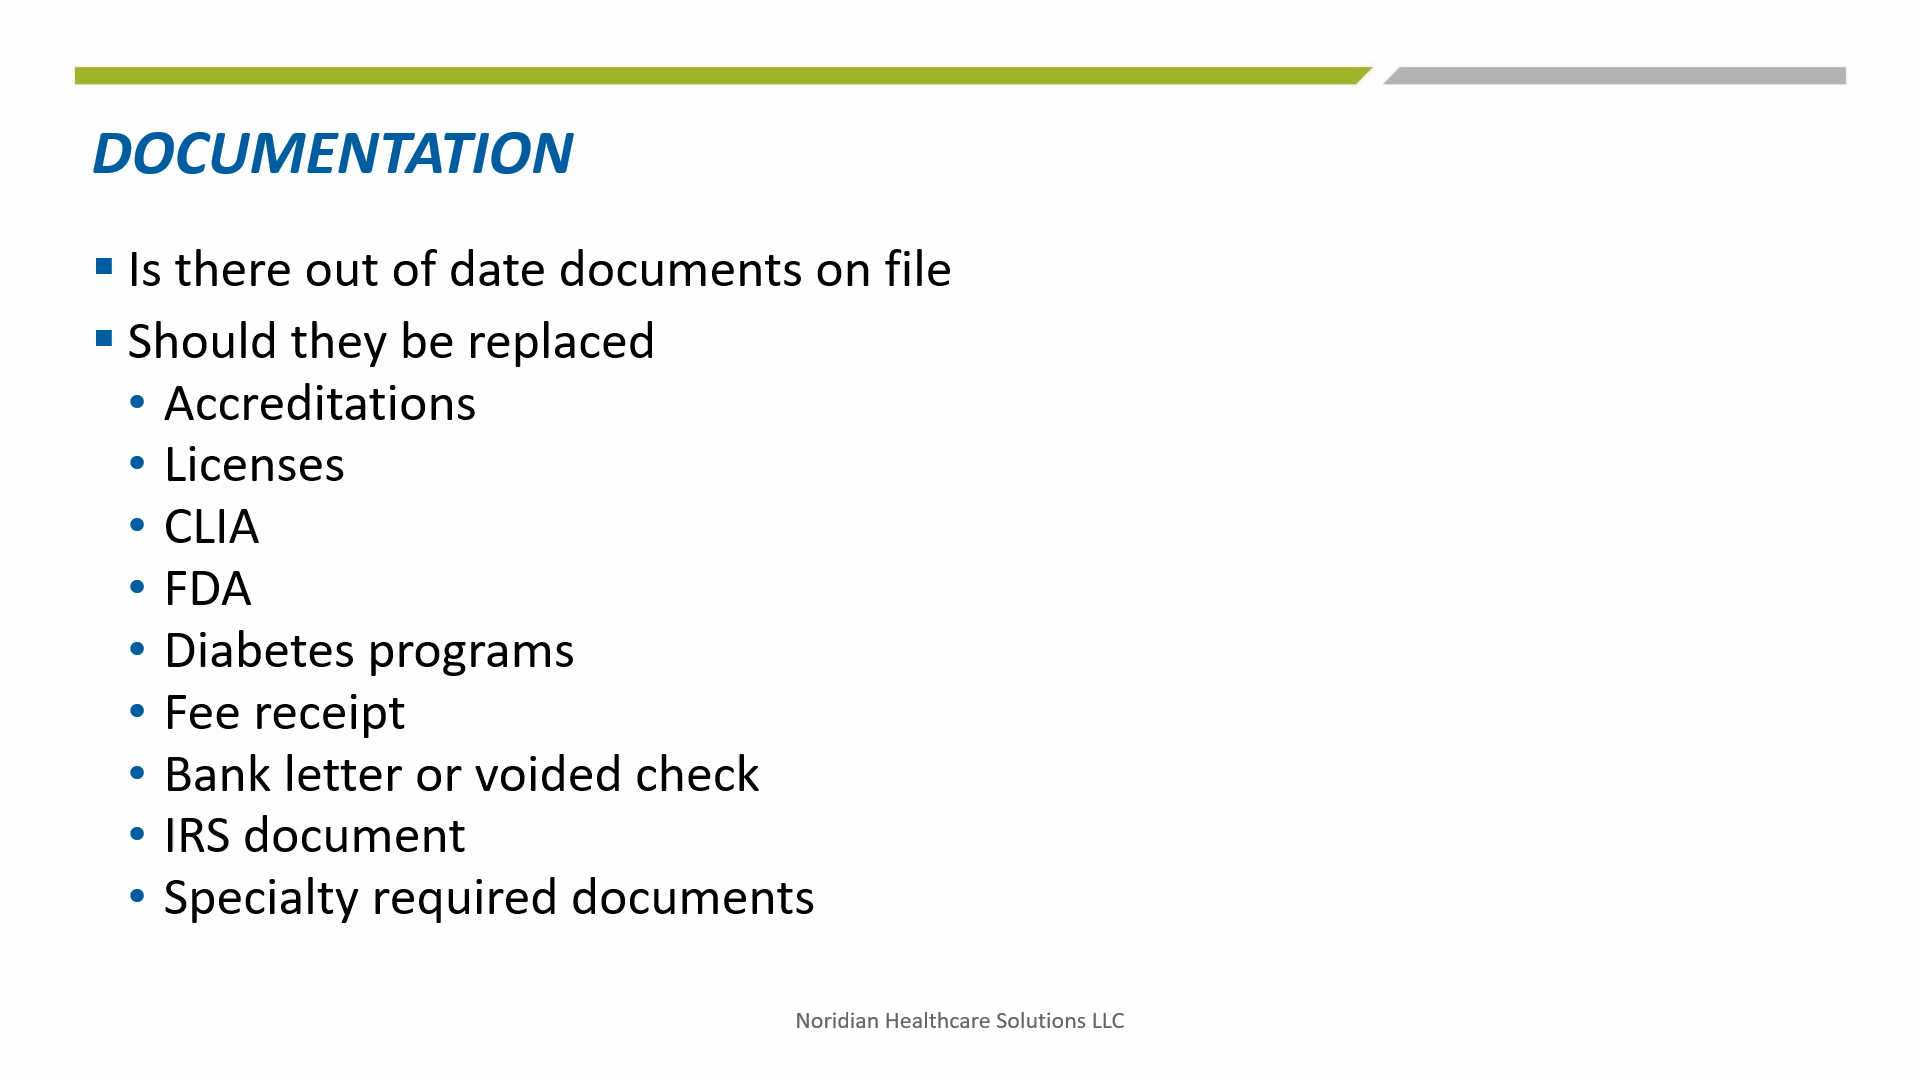 DOCUMENTATION
Is there out of date documents on file
Should they be replaced
Accreditations
Licenses
CLIA
FDA
Diabetes programs
Fee receipt
Bank letter or voided check
IRS document
Specialty required documents
Noridian Healthcare Solutions LLC